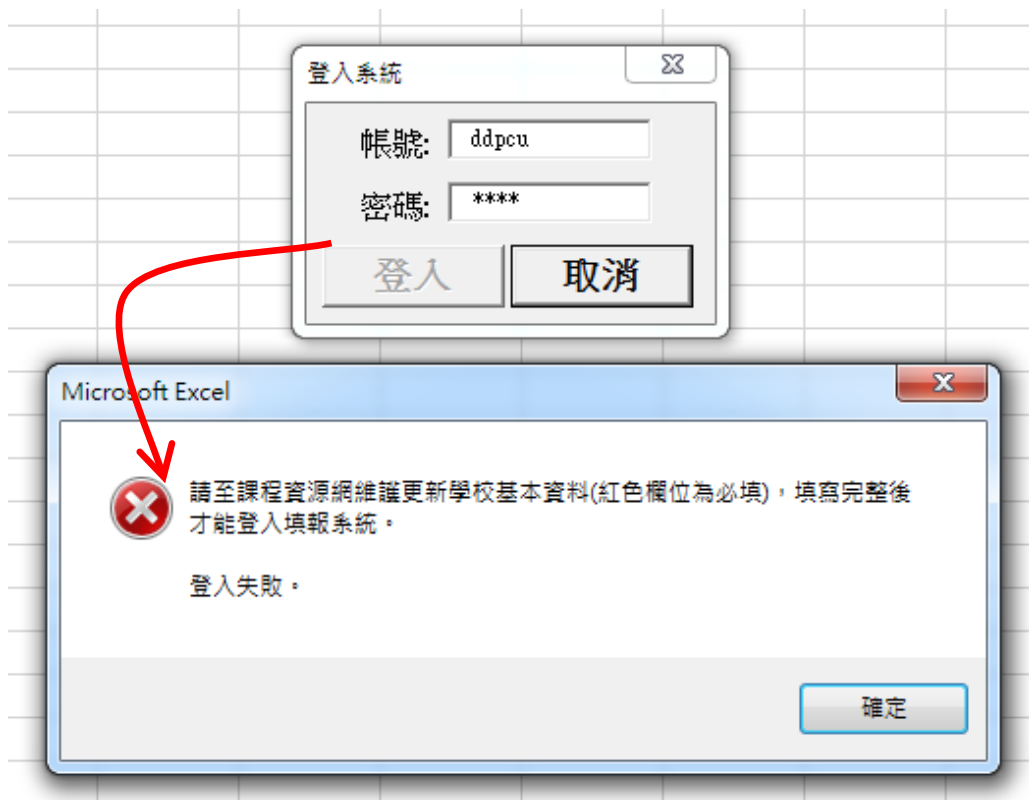 登入系統
帳號: ddpcu
密碼: ****
登入 取消
Microsoft Excel
請至課程資源網維護更新學校基本資料(紅色欄位為必填)，填寫完整後
才能登入填報系統。
登入失敗。
確定